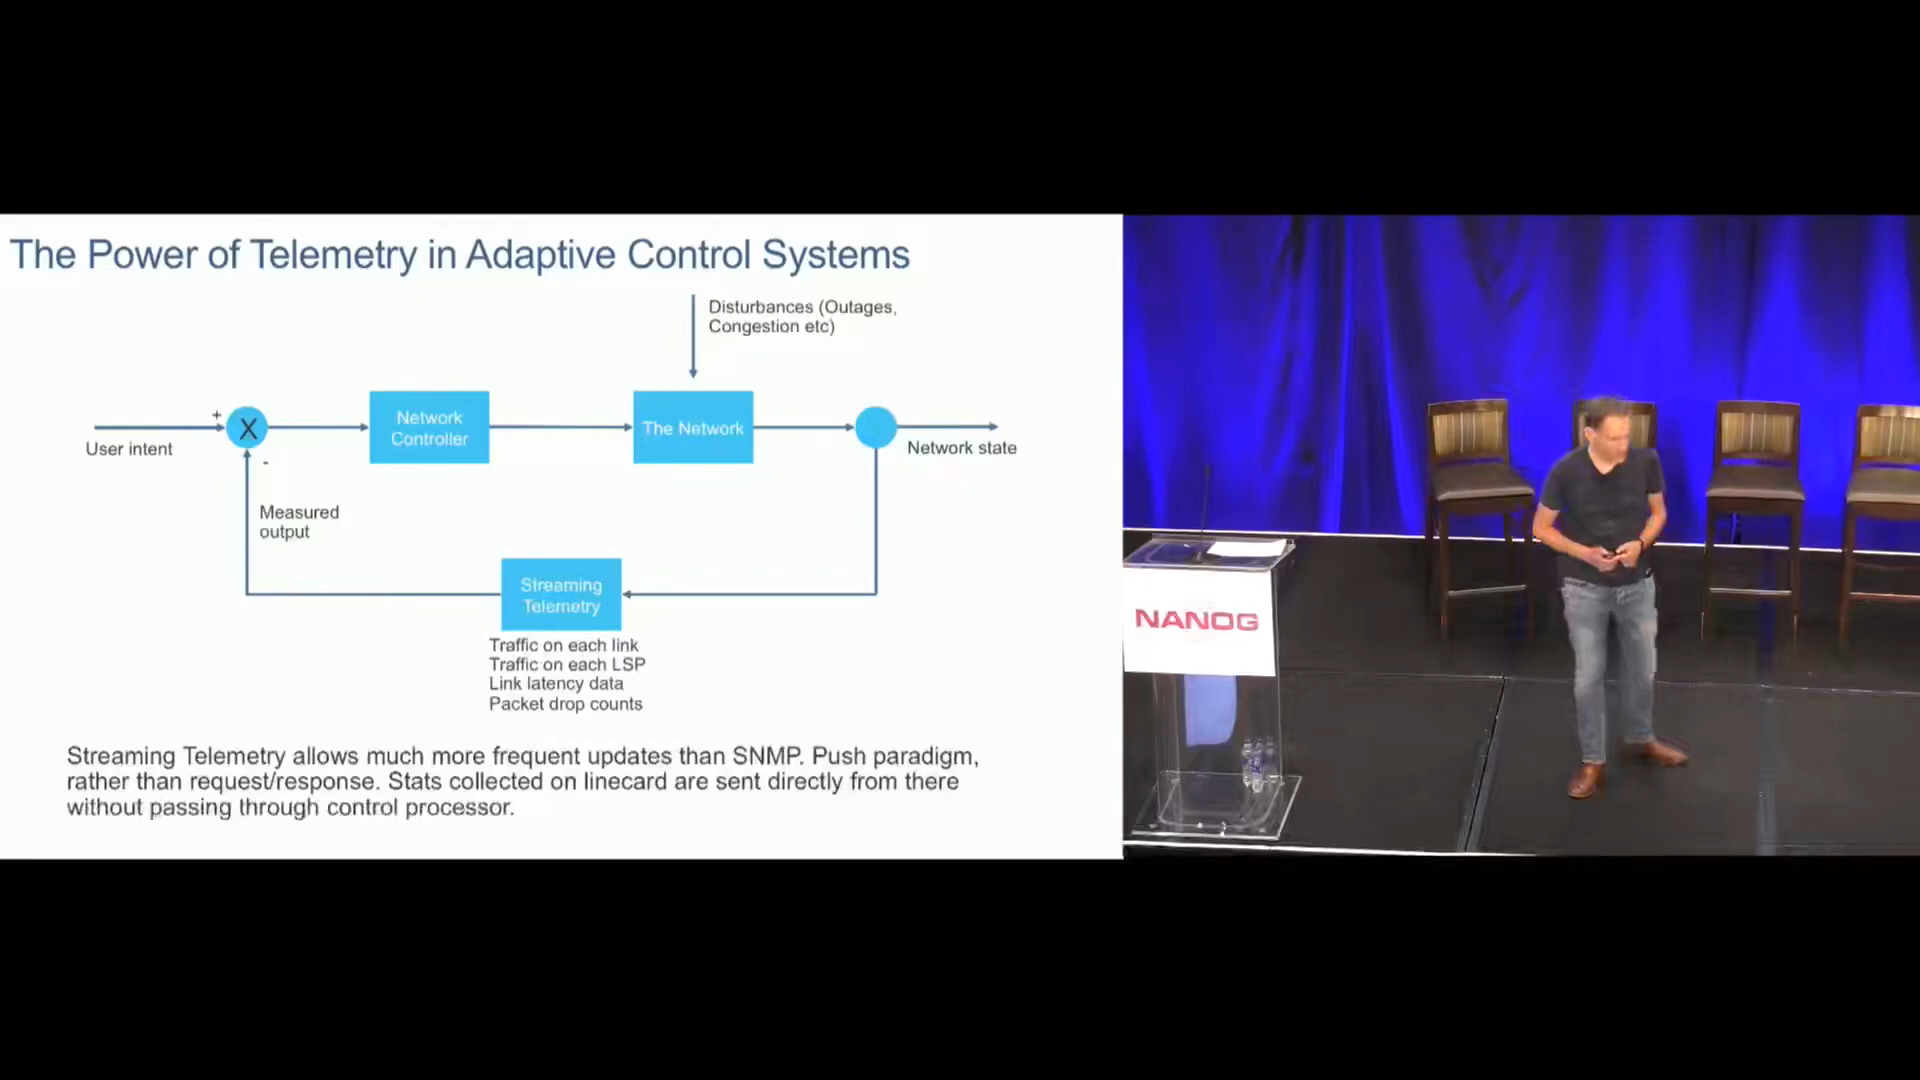 The Power of Telemetry in Adaptive Control Systems
Disturbances (Outages,
Congestion etc)
+
X
Network
Controller
The Network
User intent
Network state
-
Measured
output
Streaming
Telemetry
Traffic on each link
Traffic on each LSP
Link latency data
Packet drop counts
Streaming Telemetry allows much more frequent updates than SNMP. Push paradigm,
rather than request/response. Stats collected on linecard are sent directly from there
without passing through control processor.
NANOG